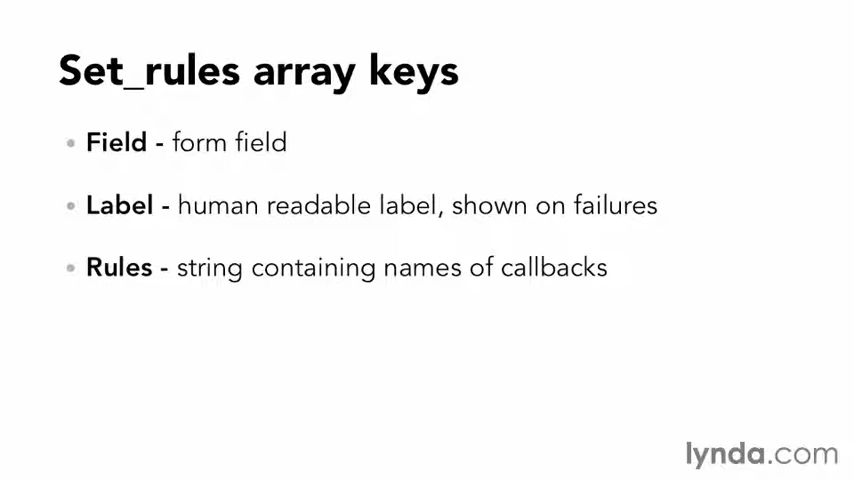 Set_rules array keys
• Field - form field
• Label - human readable label, shown on failures
• Rules - string containing names of callbacks
lynda.com